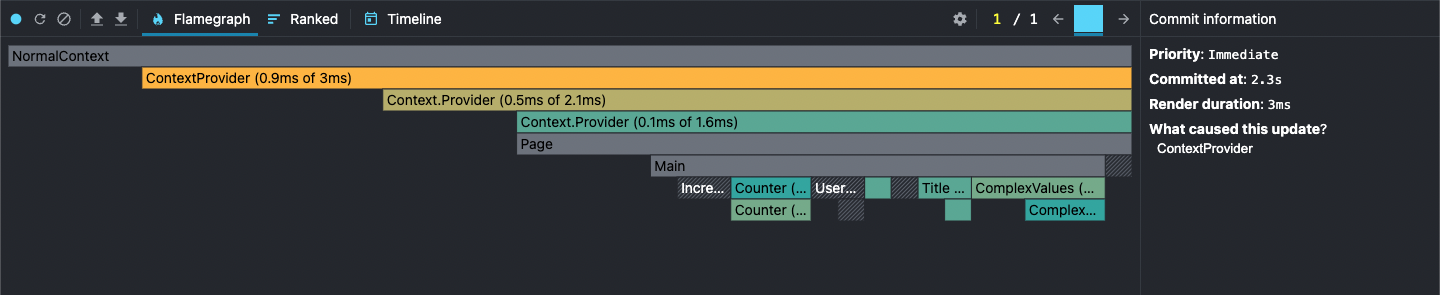 Flamegraph Ranked Timeline 1 / 1 Commit information
NormalContext
ContextProvider (0.9ms of 3ms)
Context.Provider (0.5ms of 2.1ms)
Context.Provider (0.1ms of 1.6ms)
Page
Main
Incre... Counter (... User... Title ... ComplexValues (...
Counter (... Complex...
Priority: Immediate
Committed at: 2.3s
Render duration: 3ms
What caused this update?
ContextProvider